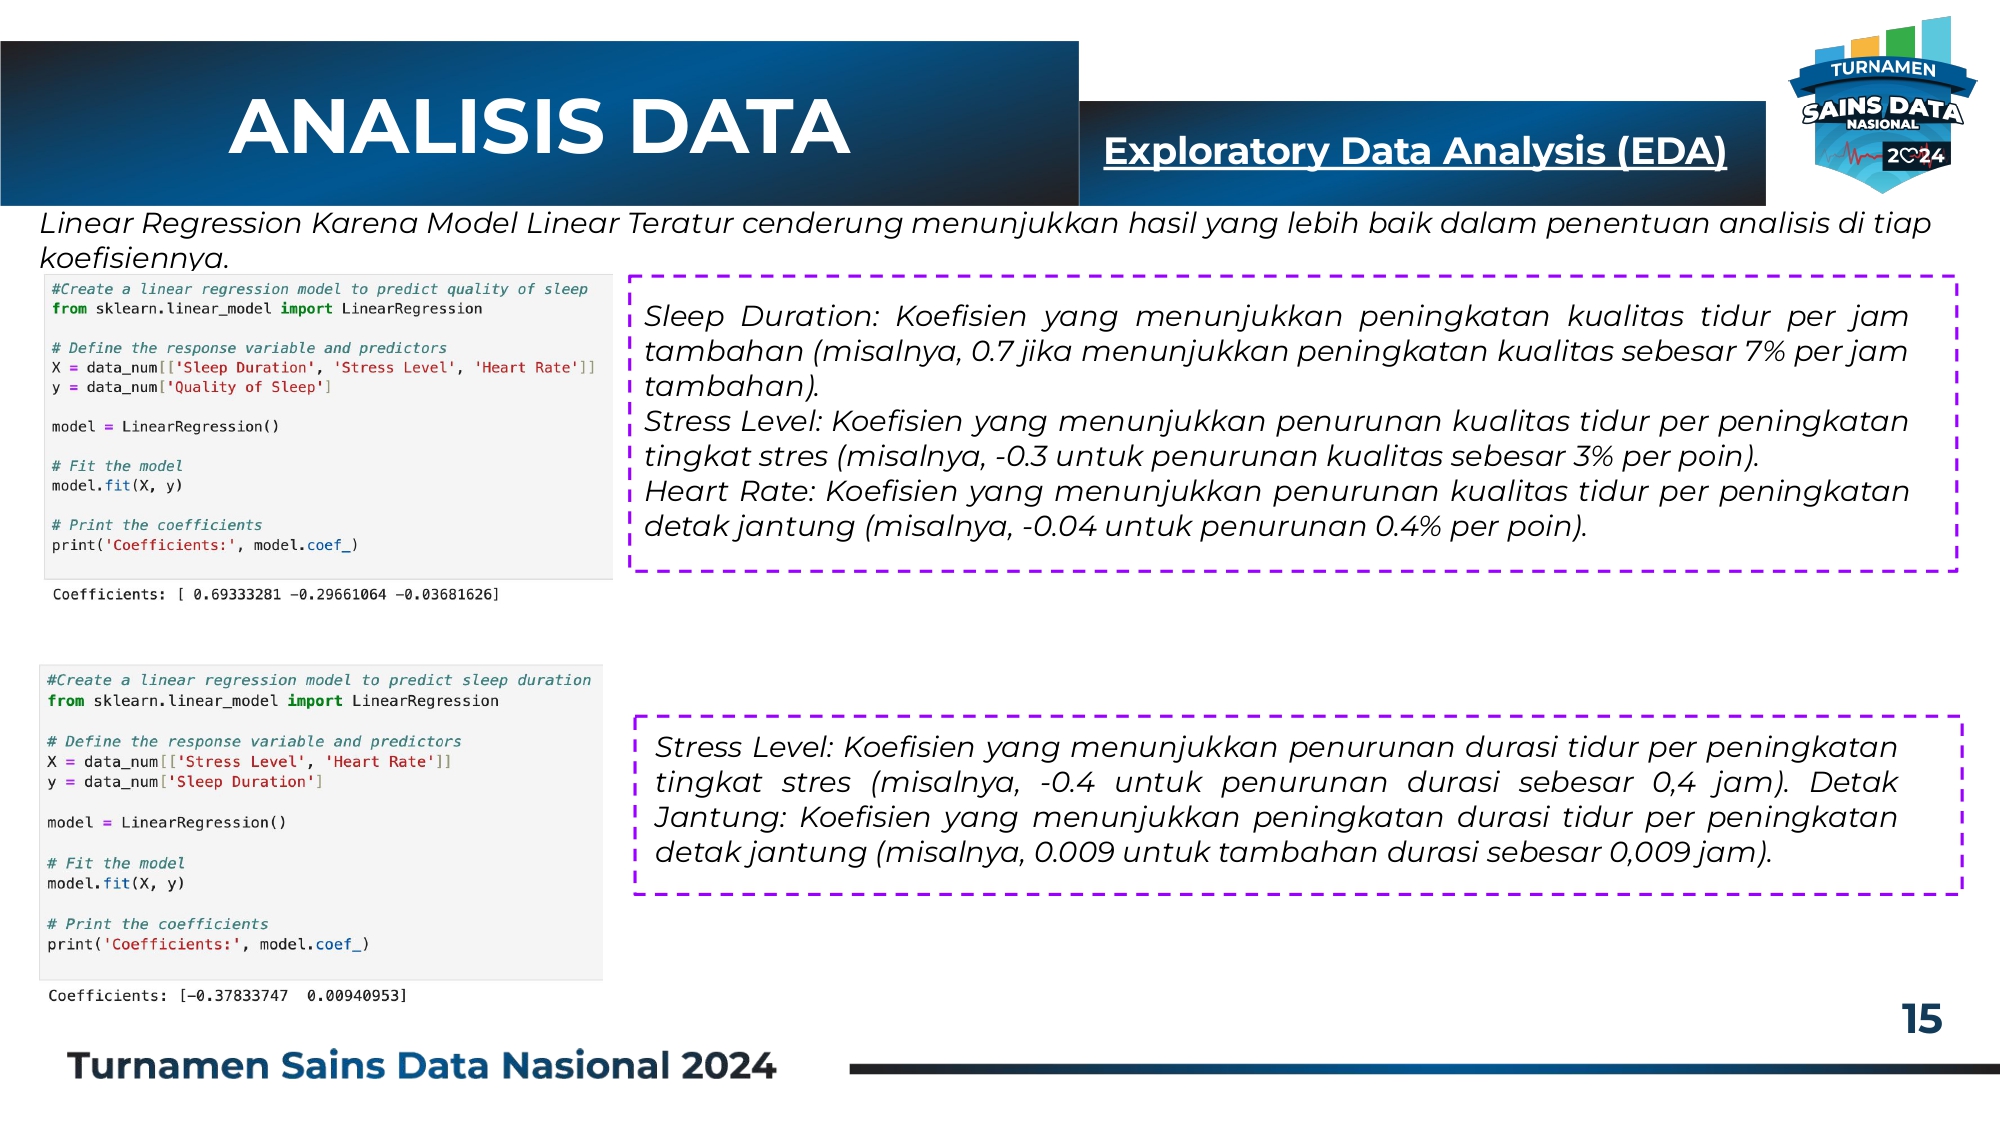 ANALISIS DATA
Exploratory Data Analysis (EDA)
TURNAMEN
SAINS DATA
NASIONAL
2024
Linear Regression Karena Model Linear Teratur cenderung menunjukkan hasil yang lebih baik dalam penentuan analisis di tiap
koefisiennya.
#Create a linear regression model to predict quality of sleep
from sklearn.linear_model import LinearRegression
# Define the response variable and predictors
X = data_num[['Sleep Duration', 'Stress Level', 'Heart Rate']]
y = data_num['Quality of Sleep']
model = LinearRegression()
# Fit the model
model.fit(X, y)
# Print the coefficients
print('Coefficients:', model.coef_)
Coefficients: [ 0.69333281 -0.29661064 -0.03681626]
Sleep Duration: Koefisien yang menunjukkan peningkatan kualitas tidur per jam
tambahan (misalnya, 0.7 jika menunjukkan peningkatan kualitas sebesar 7% per jam
tambahan).
Stress Level: Koefisien yang menunjukkan penurunan kualitas tidur per peningkatan
tingkat stres (misalnya, -0.3 untuk penurunan kualitas sebesar 3% per poin).
Heart Rate: Koefisien yang menunjukkan penurunan kualitas tidur per peningkatan
detak jantung (misalnya, -0.04 untuk penurunan 0.4% per poin).
#Create a linear regression model to predict sleep duration
from sklearn.linear_model import LinearRegression
# Define the response variable and predictors
X = data_num[['Stress Level', 'Heart Rate']]
y = data_num['Sleep Duration']
model = LinearRegression()
# Fit the model
model.fit(X, y)
# Print the coefficients
print('Coefficients:', model.coef_)
Coefficients: [-0.37833747  0.00940953]
Stress Level: Koefisien yang menunjukkan penurunan durasi tidur per peningkatan
tingkat stres (misalnya, -0.4 untuk penurunan durasi sebesar 0,4 jam). Detak
Jantung: Koefisien yang menunjukkan peningkatan durasi tidur per peningkatan
detak jantung (misalnya, 0.009 untuk tambahan durasi sebesar 0,009 jam).
15
Turnamen Sains Data Nasional 2024